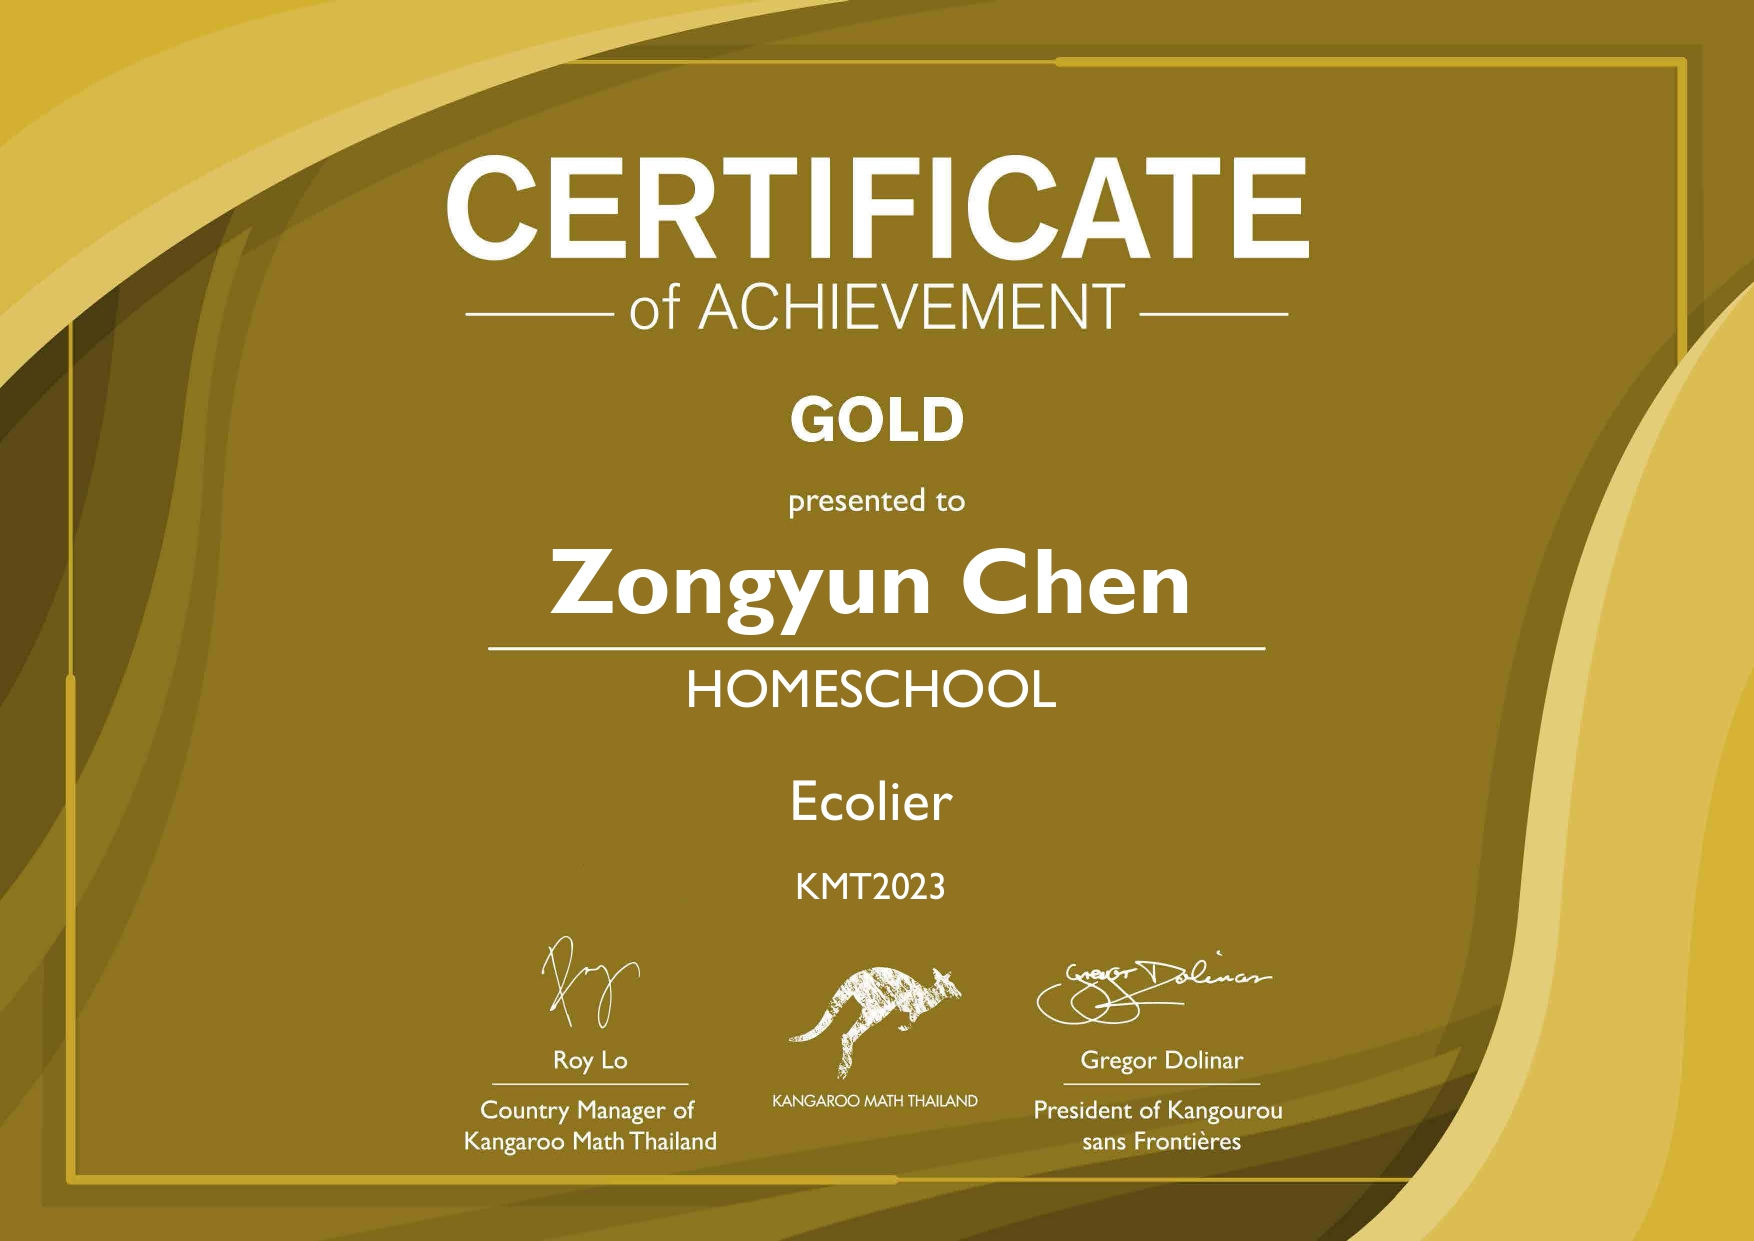 CERTIFICATE
of ACHIEVEMENT
GOLD
presented to
Zongyun Chen
HOMESCHOOL
Ecolier
KMT2023
Roy
Gregor Dolinar
Roy Lo
Country Manager of
Kangaroo Math Thailand
KANGAROO MATH THAILAND
Gregor Dolinar
President of Kangourou
sans Frontières